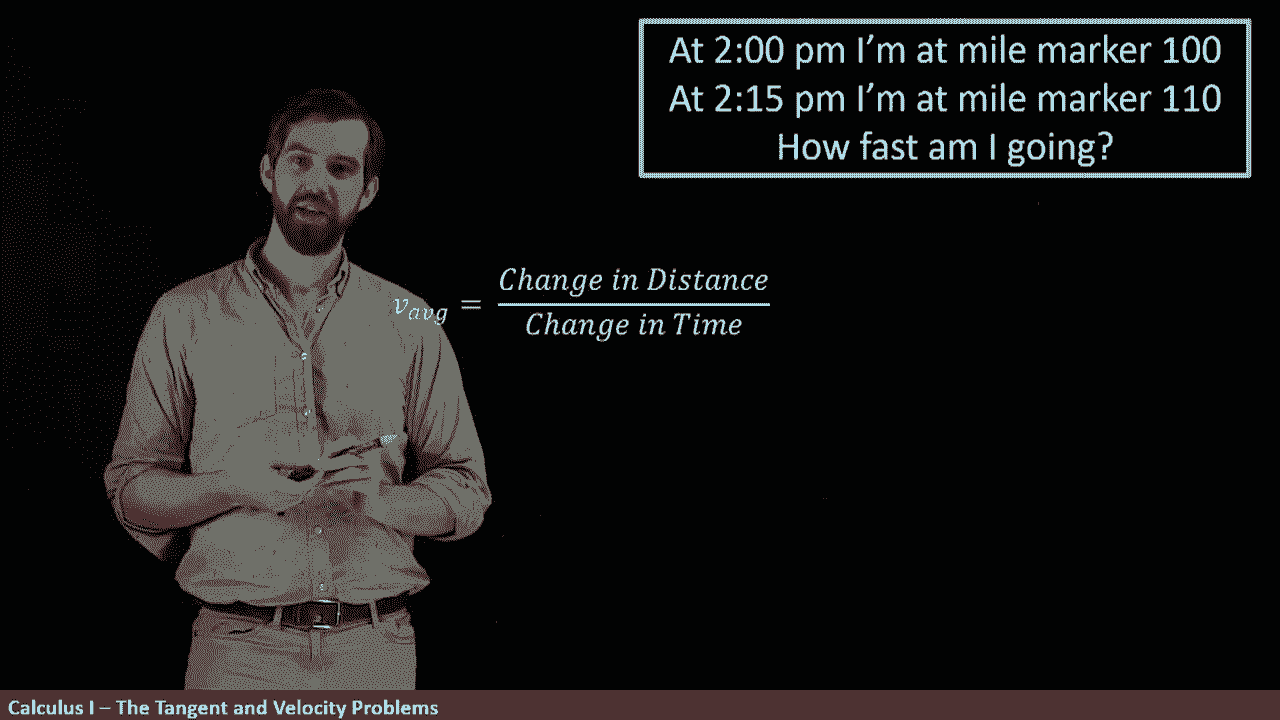 At 2:00 pm I’m at mile marker 100
At 2:15 pm I’m at mile marker 110
How fast am I going?
v_avg = Change in Distance / Change in Time
Calculus I – The Tangent and Velocity Problems